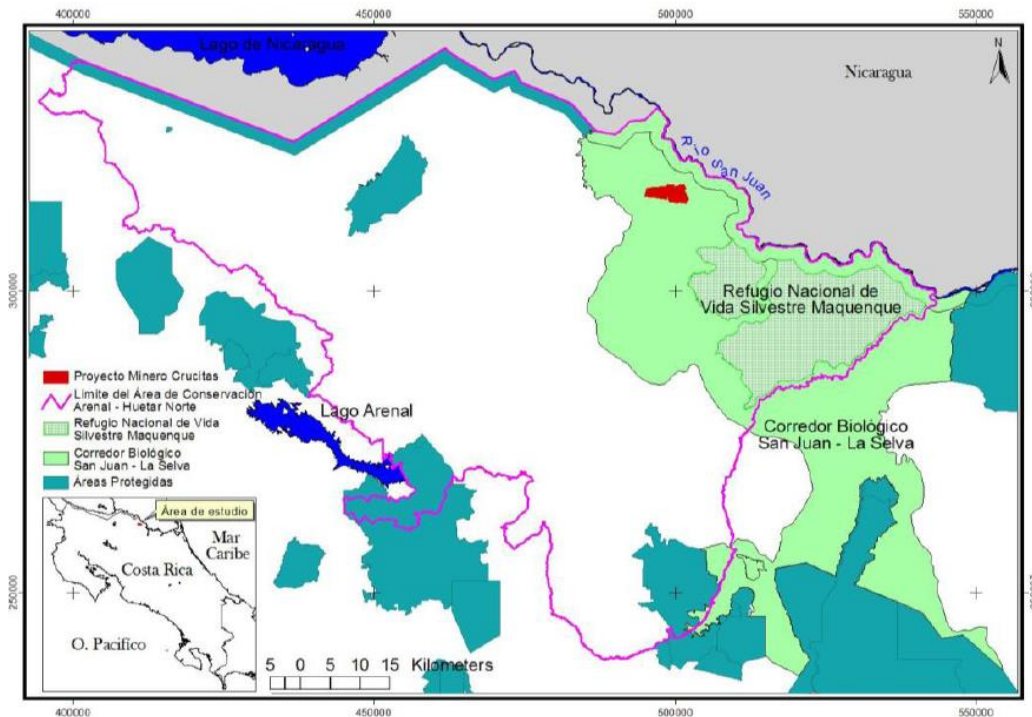 400000
450000
500000
550000
Lago de Nicaragua
N
Nicaragua
Río San Juan
300000
Refugio Nacional de
Vida Silvestre Maquenque
Proyecto Minero Crucitas
Limite del Área de Conservación
Arenal - Huetar Norte
Refugio Nacional de Vida
Silvestre Maquenque
Corredor Biológico
San Juan - La Selva
Áreas Protegidas
Lago Arenal
Corredor Biológico
San Juan - La Selva
Área de estudio
Mar
Caribe
Costa Rica
O. Pacifico
250000
5 0 5 10 15 Kilometers
400000
450000
500000
550000